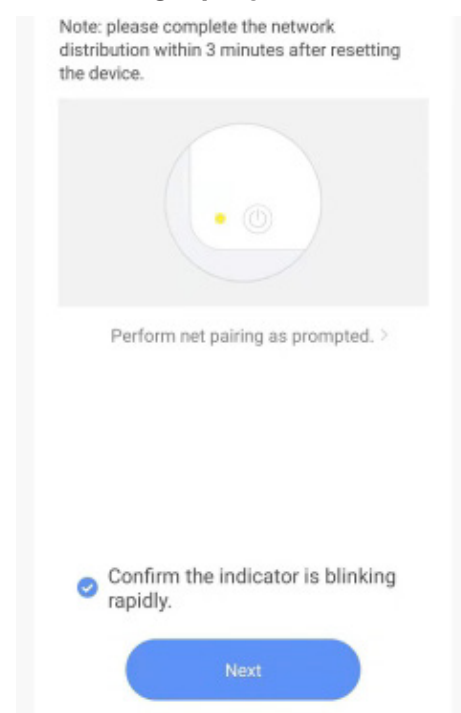 Note: please complete the network
distribution within 3 minutes after resetting
the device.
Perform net pairing as prompted. >
Confirm the indicator is blinking
rapidly.
Next